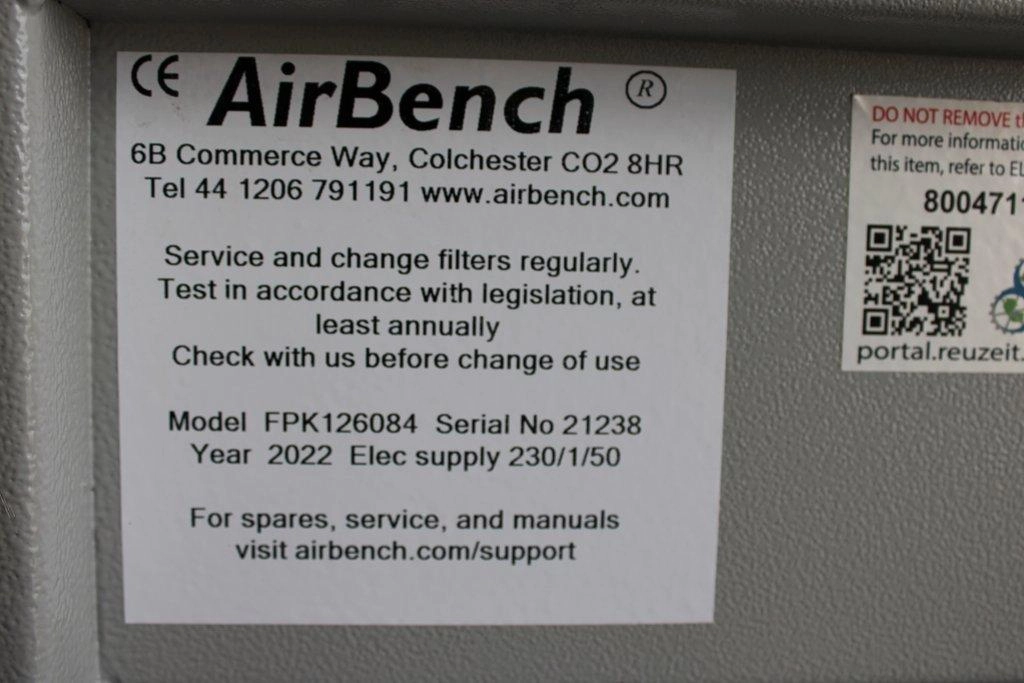 CE AirBench ®
6B Commerce Way, Colchester CO2 8HR
Tel 44 1206 791191 www.airbench.com
Service and change filters regularly.
Test in accordance with legislation, at
least annually
Check with us before change of use
Model FPK126084 Serial No 21238
Year 2022 Elec supply 230/1/50
For spares, service, and manuals
visit airbench.com/support
DO NOT REMOVE
For more
this item, refer to
portal.reuzeit.